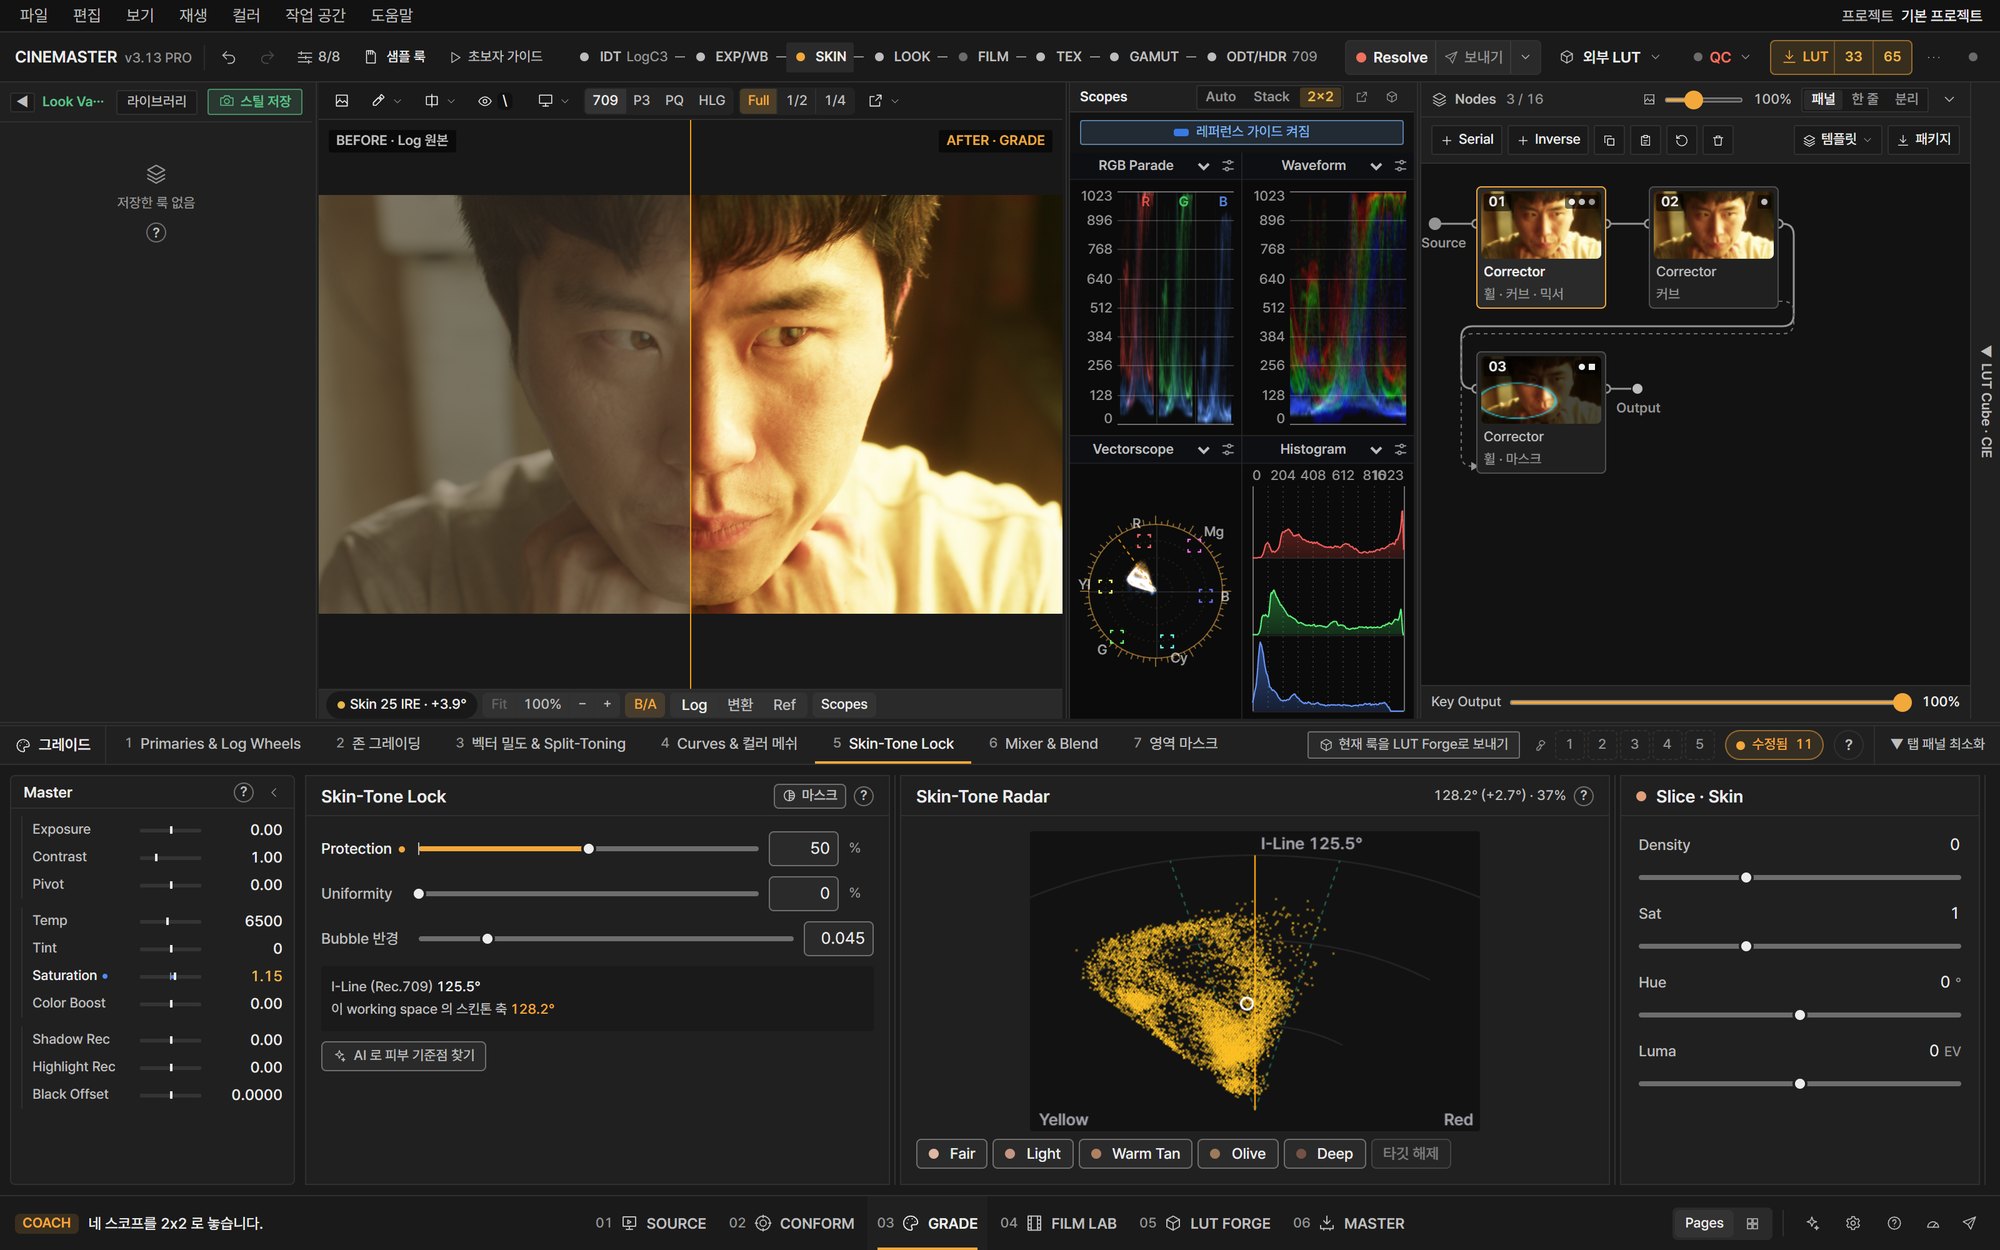 파일 편집 보기 재생 컬러 작업 공간 도움말 프로젝트 기본 프로젝트
CINEMASTER v3.13 PRO 8/8 샘플 룩 초보자 가이드 IDT LogC3 EXP/WB SKIN LOOK FILM TEX GAMUT ODT/HDR 709 Resolve 보내기 외부 LUT QC LUT 33 65
Look Va··· 라이브러리 스틸 저장
저장한 룩 없음
?
709 P3 PQ HLG Full 1/2 1/4
BEFORE · Log 원본 AFTER · GRADE
Skin 25 IRE · +3.9° Fit 100% − + B/A Log 변환 Ref Scopes
Scopes Auto Stack 2×2
레퍼런스 가이드 켜짐
RGB Parade Waveform
1023 R G B 1023
896 896
768 768
640 640
512 512
384 384
256 256
128 128
0 0
Vectorscope Histogram
0 204 408 612 816 1023
R Mg
Yl B
G Cy
Nodes 3 / 16 100% 패널 한 줄 분리
+ Serial + Inverse 템플릿 패키지
Source
01
Corrector
휠 · 커브 · 믹서
02
Corrector
커브
03
Corrector
휠 · 마스크
Output
Key Output 100%
◀ LUT Cube · CIE
그레이드 1 Primaries & Log Wheels 2 존 그레이딩 3 벡터 밀도 & Split-Toning 4 Curves & 컬러 메쉬 5 Skin-Tone Lock 6 Mixer & Blend 7 영역 마스크 현재 룩을 LUT Forge로 보내기 1 2 3 4 5 수정됨 11 ? ▼ 탭 패널 최소화
Master ?
Exposure 0.00
Contrast 1.00
Pivot 0.00
Temp 6500
Tint 0
Saturation 1.15
Color Boost 0.00
Shadow Rec 0.00
Highlight Rec 0.00
Black Offset 0.0000
Skin-Tone Lock 마스크 ?
Protection 50 %
Uniformity 0 %
Bubble 반경 0.045
I-Line (Rec.709) 125.5°
이 working space 의 스킨톤 축 128.2°
AI 로 피부 기준점 찾기
Skin-Tone Radar 128.2° (+2.7°) · 37% ?
I-Line 125.5°
Yellow Red
Fair Light Warm Tan Olive Deep 타깃 해제
Slice · Skin
Density 0
Sat 1
Hue 0 °
Luma 0 EV
COACH 네 스코프를 2x2 로 놓습니다. 01 SOURCE 02 CONFORM 03 GRADE 04 FILM LAB 05 LUT FORGE 06 MASTER Pages